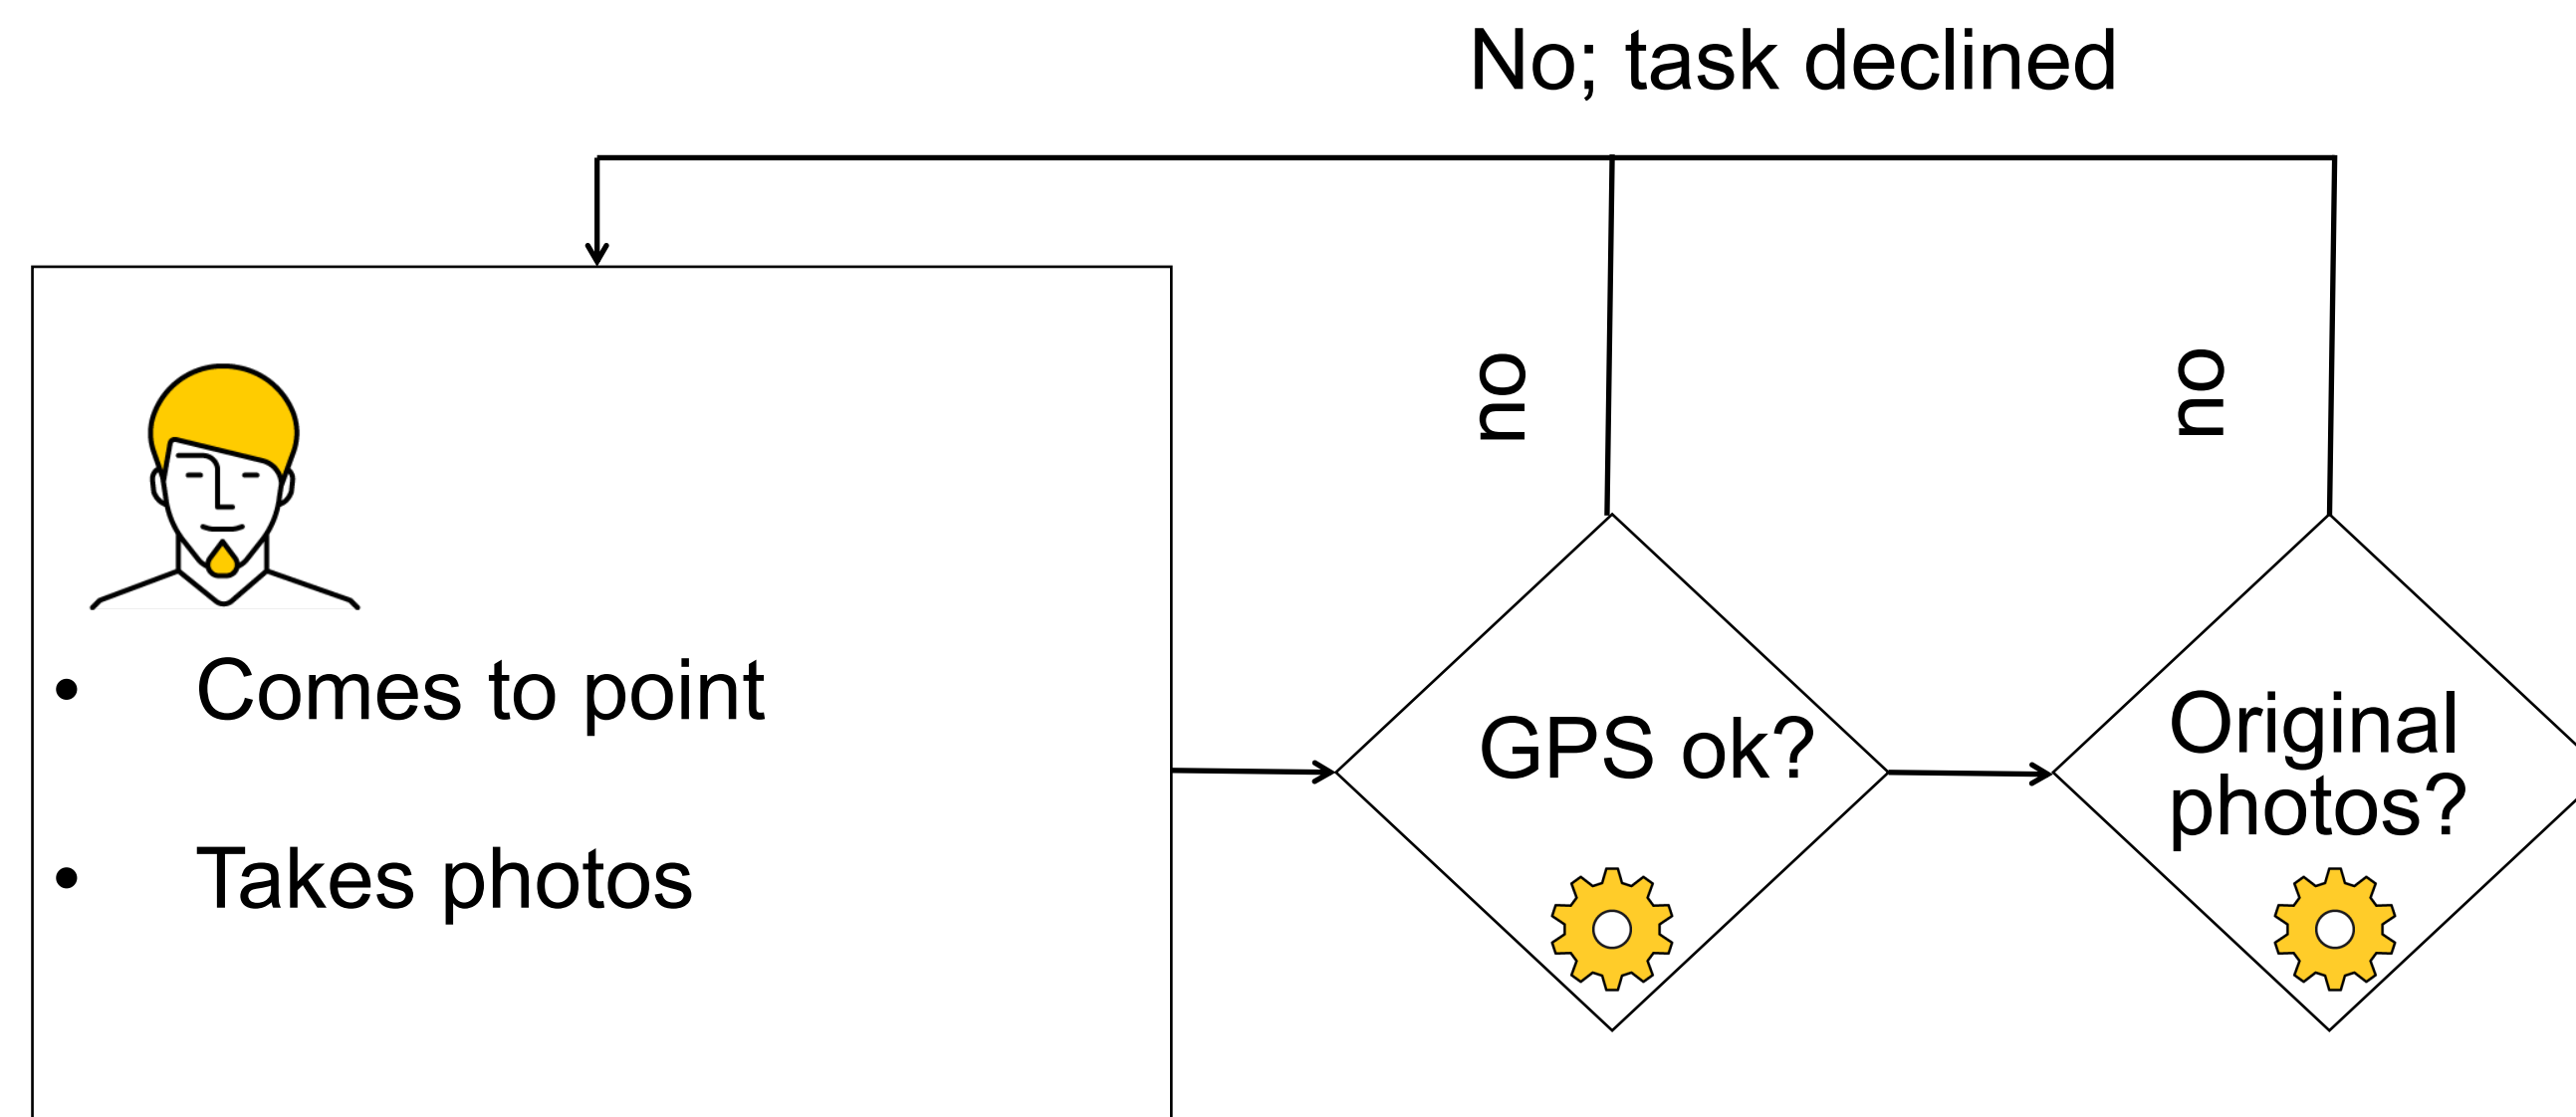 No; task declined
no
no
Comes to point
Takes photos
GPS ok?
Original
photos?